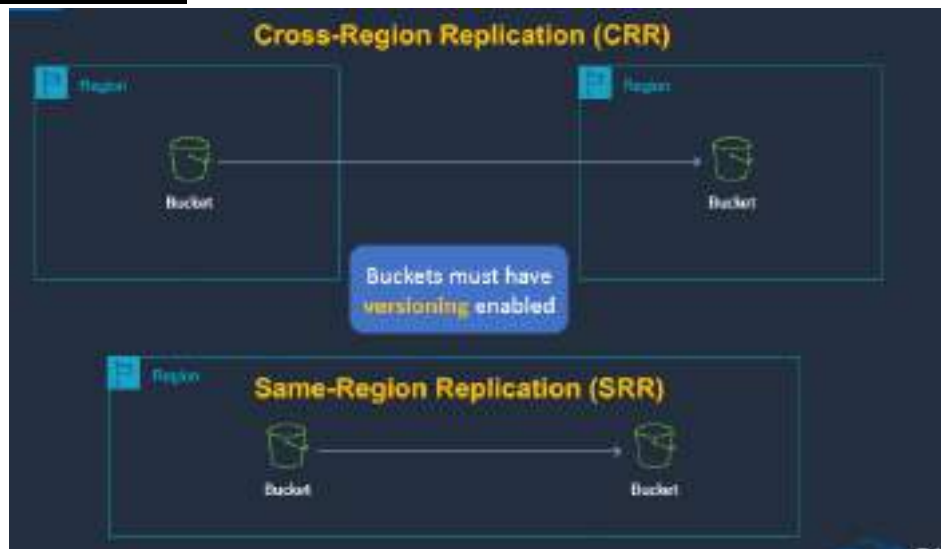 Cross-Region Replication (CRR)
Region
Region
Bucket
Bucket
Buckets must have
versioning enabled
Region
Same-Region Replication (SRR)
Bucket
Bucket